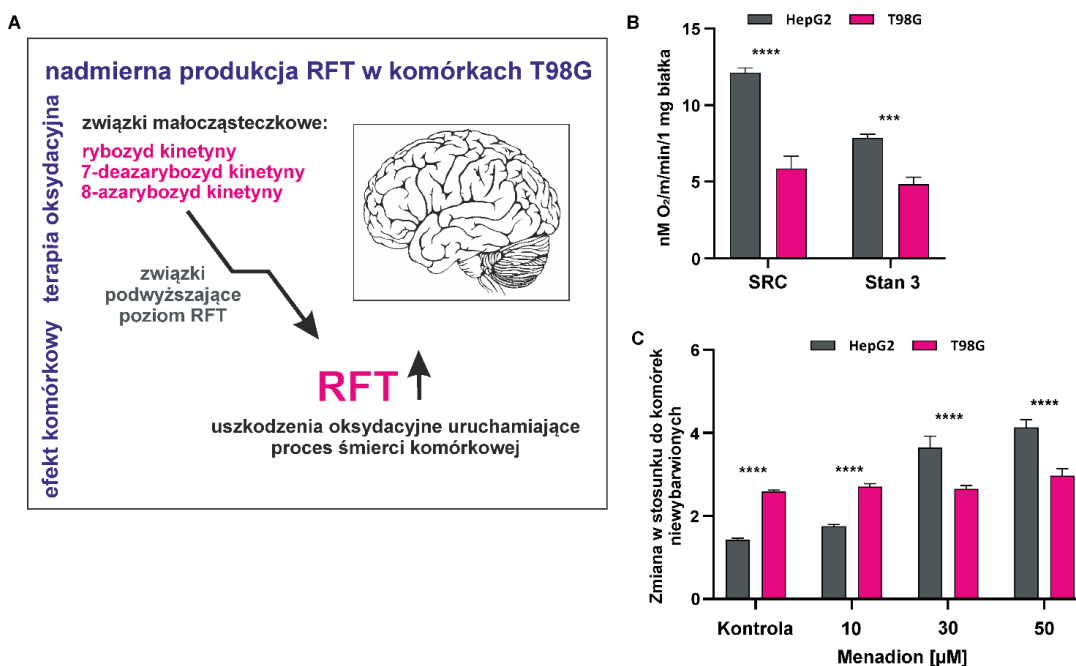 A
nadmierna produkcja RFT w komórkach T98G
efekt komórkowy terapia oksydacyjna
związki małocząsteczkowe:
rybozyd kinetyny
7-deazarybozyd kinetyny
8-azarybozyd kinetyny
związki
podwyższające
poziom RFT
RFT
uszkodzenia oksydacyjne uruchamiające
proces śmierci komórkowej
B
HepG2 T98G
nM O₂/m/min/1 mg białka
15
10
5
0
**** ***
SRC Stan 3
C
HepG2 T98G
Zmiana w stosunku do komórek
niewybarwionych
6
4
2
0
**** **** **** ****
Kontrola 10 30 50
Menadion [µM]